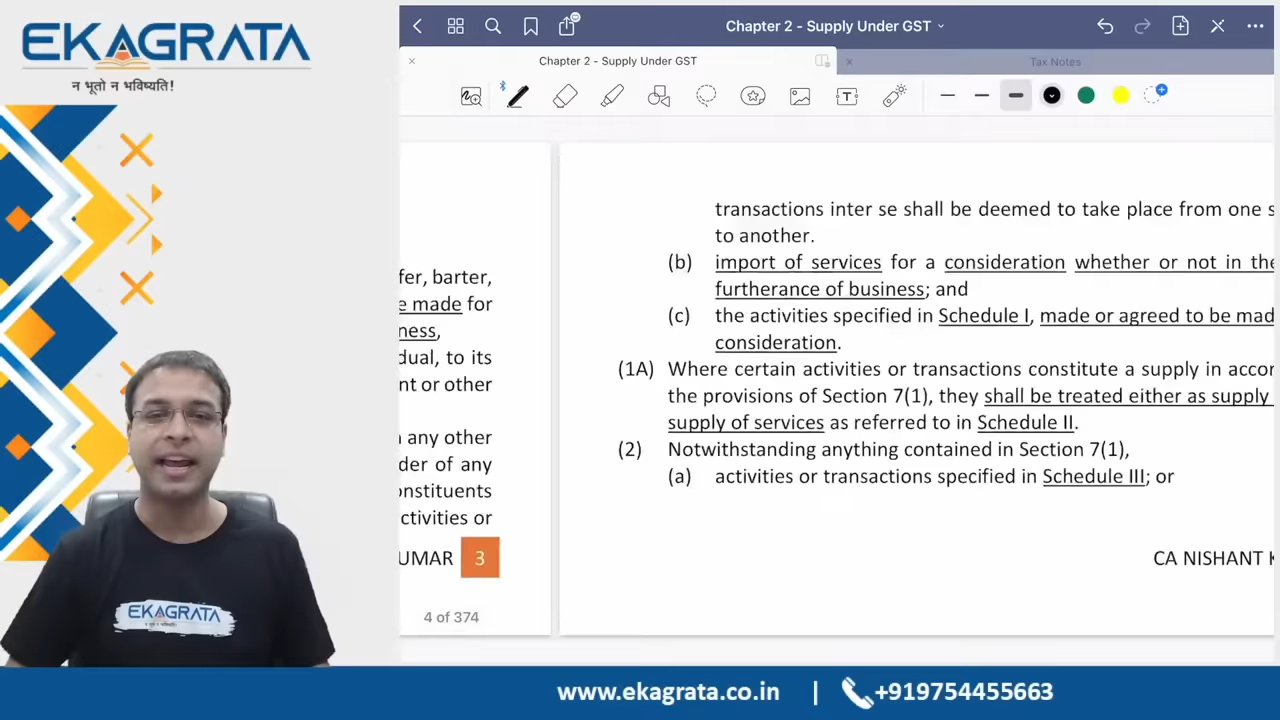 EKAGRATA
न भूतो न भविष्यति!
Chapter 2 - Supply Under GST
Chapter 2 - Supply Under GST
Tax Notes
T
fer, barter,
e made for
ness,
dual, to its
nt or other
any other
der of any
onstituents
ctivities or
UMAR 3
4 of 374
transactions inter se shall be deemed to take place from one s
to another.
(b) import of services for a consideration whether or not in the
furtherance of business; and
(c) the activities specified in Schedule I, made or agreed to be mad
consideration.
(1A) Where certain activities or transactions constitute a supply in accor
the provisions of Section 7(1), they shall be treated either as supply
supply of services as referred to in Schedule II.
(2) Notwithstanding anything contained in Section 7(1),
(a) activities or transactions specified in Schedule III; or
CA NISHANT K
EKAGRATA
www.ekagrata.co.in | +919754455663